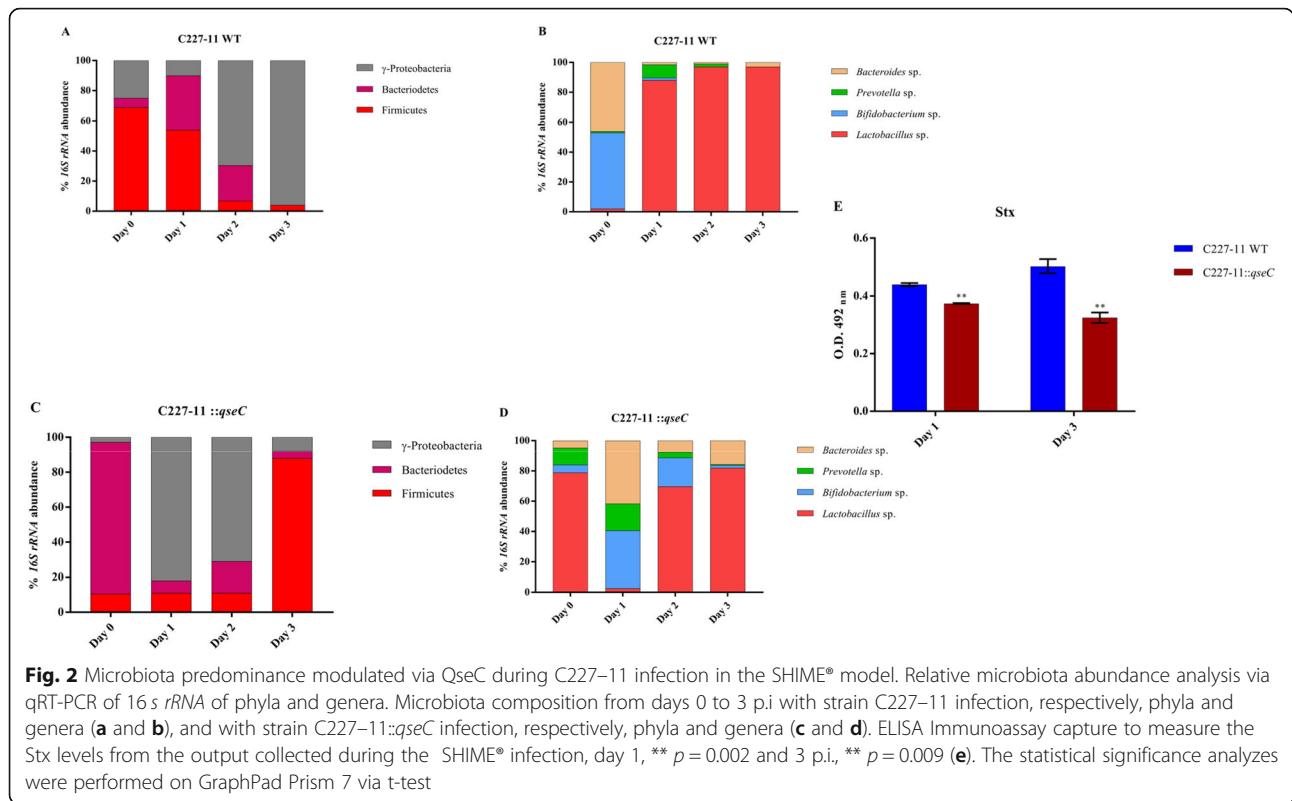 A
C227-11 WT
% 16S rRNA abundance
100
80
60
40
20
0
Day 0
Day 1
Day 2
Day 3
γ-Proteobacteria
Bacteriodetes
Firmicutes
B
C227-11 WT
% 16S rRNA abundance
100
80
60
40
20
0
Day 0
Day 1
Day 2
Day 3
Bacteroides sp.
Prevotella sp.
Bifidobacterium sp.
Lactobacillus sp.
E
Stx
O.D. 492 nm
0.6
0.4
0.2
0.0
**
**
Day 1
Day 3
C227-11 WT
C227-11::qseC
C
C227-11 ::qseC
% 16S rRNA abundance
100
80
60
40
20
0
Day 0
Day 1
Day 2
Day 3
γ-Proteobacteria
Bacteriodetes
Firmicutes
D
C227-11 ::qseC
% 16S rRNA abundance
100
80
60
40
20
0
Day 0
Day 1
Day 2
Day 3
Bacteroides sp.
Prevotella sp.
Bifidobacterium sp.
Lactobacillus sp.
Fig. 2 Microbiota predominance modulated via QseC during C227–11 infection in the SHIME® model. Relative microbiota abundance analysis via
qRT-PCR of 16 s rRNA of phyla and genera. Microbiota composition from days 0 to 3 p.i with strain C227–11 infection, respectively, phyla and
genera (a and b), and with strain C227–11::qseC infection, respectively, phyla and genera (c and d). ELISA Immunoassay capture to measure the
Stx levels from the output collected during the SHIME® infection, day 1, ** p = 0.002 and 3 p.i., ** p = 0.009 (e). The statistical significance analyzes
were performed on GraphPad Prism 7 via t-test